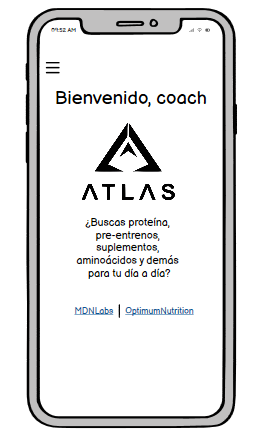 09:52 AM
Bienvenido, coach
ATLAS
¿Buscas proteína,
pre-entrenos,
suplementos,
aminoácidos y demás
para tu día a día?
MDNLabs | OptimumNutrition